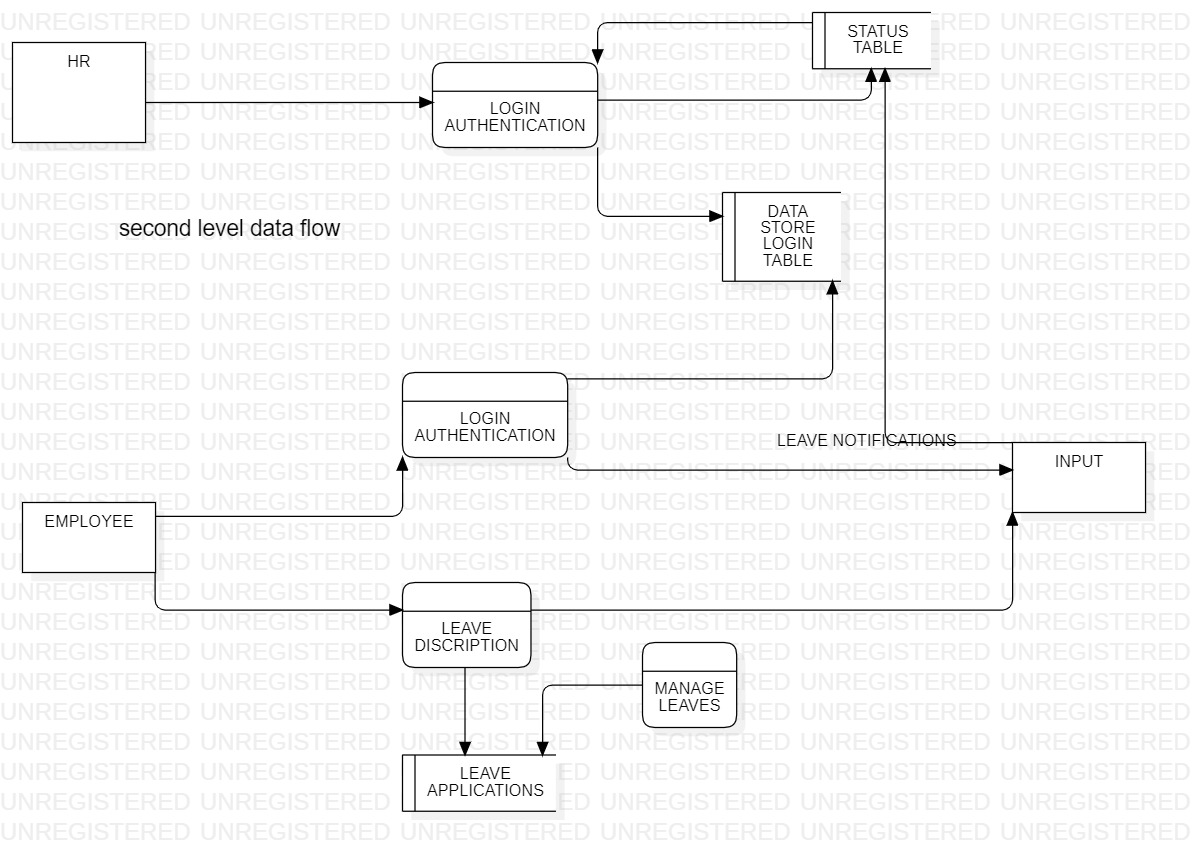 STATUS
TABLE
HR
LOGIN
AUTHENTICATION
second level data flow
DATA
STORE
LOGIN
TABLE
LOGIN
AUTHENTICATION
LEAVE NOTIFICATIONS
INPUT
EMPLOYEE
LEAVE
DISCRIPTION
MANAGE
LEAVES
LEAVE
APPLICATIONS
UNREGISTERED